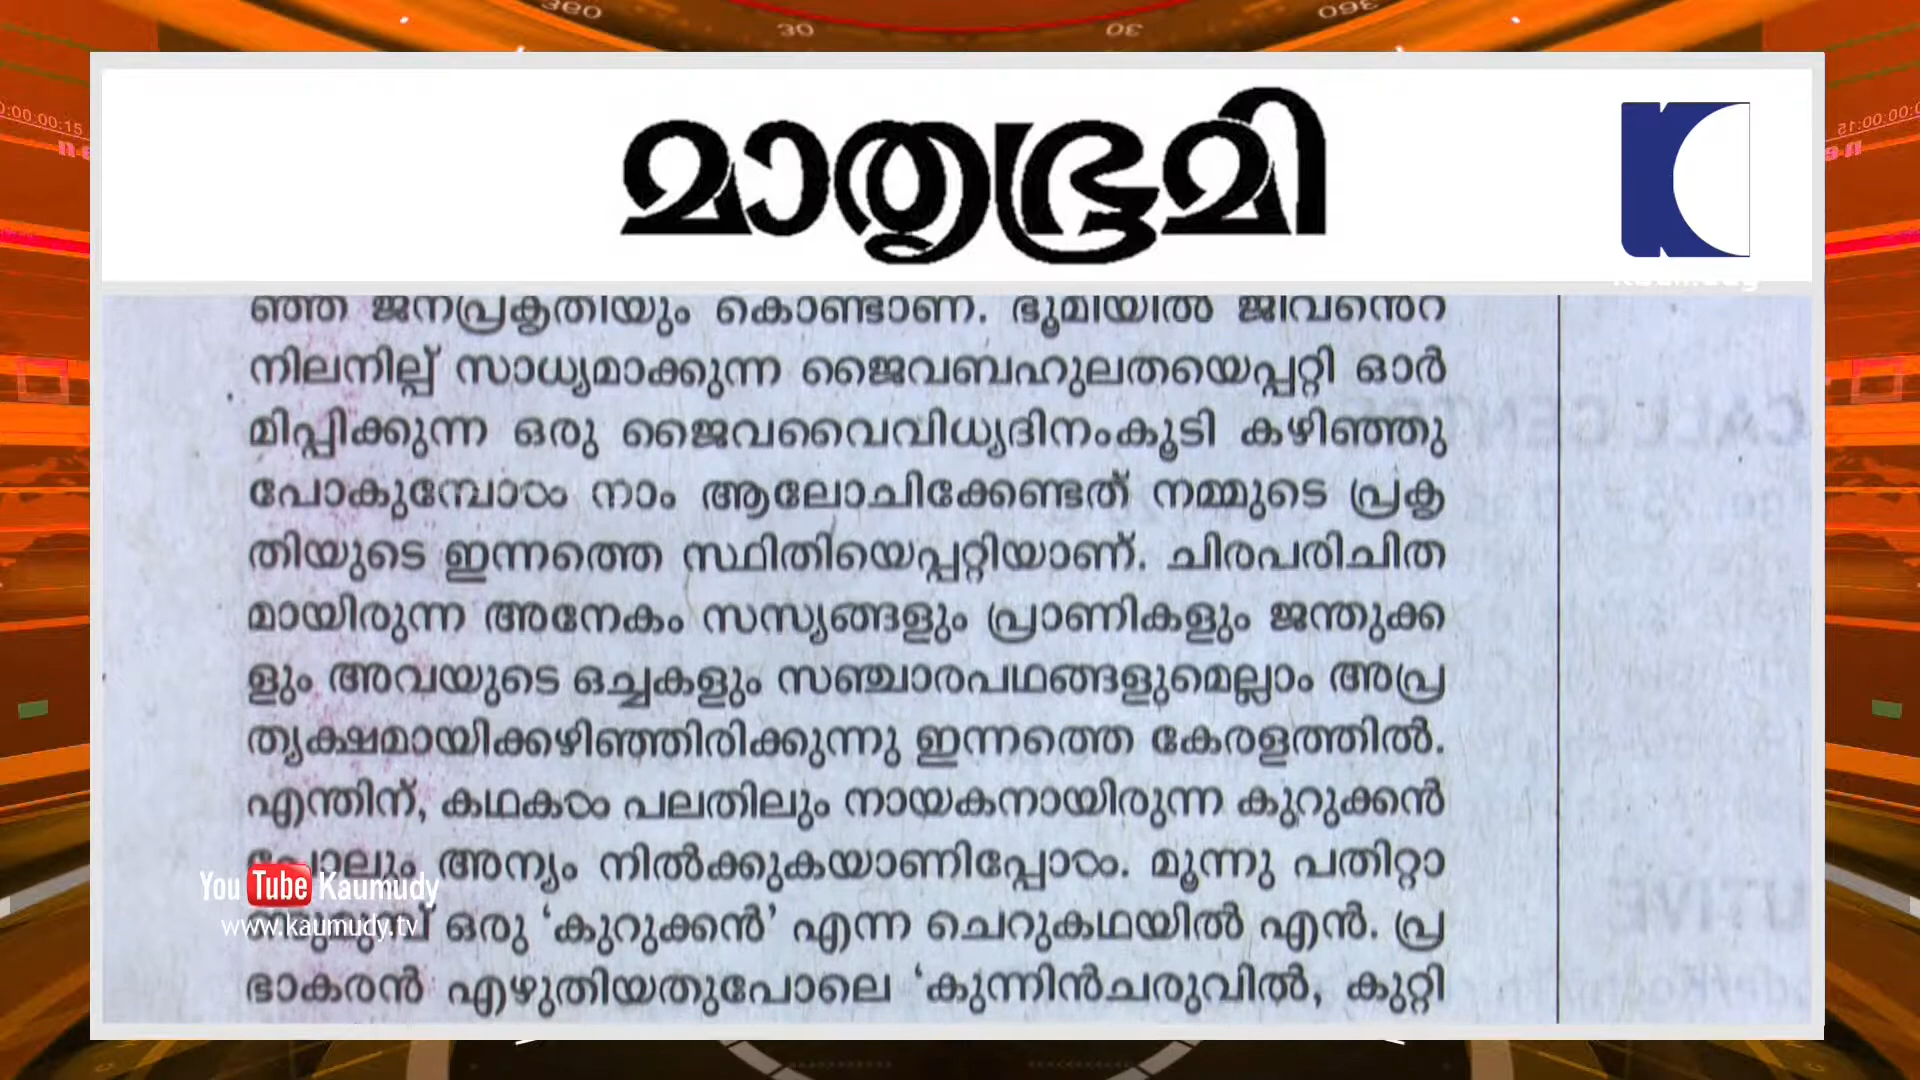 മാതൃഭൂമി
Kaumudy
ഞ്ഞ ജനപ്രകൃതിയും കൊണ്ടാണ. ഭൂമിയിൽ ജീവന്റെ
നിലനില്പ് സാധ്യമാക്കുന്ന ജൈവബഹുലതയെപ്പറ്റി ഓർ
മിപ്പിക്കുന്ന ഒരു ജൈവവൈവിധ്യദിനംകൂടി കഴിഞ്ഞു
പോകുമ്പോൾ നാം ആലോചിക്കേണ്ടത് നമ്മുടെ പ്രകൃ
തിയുടെ ഇന്നത്തെ സ്ഥിതിയെപ്പറ്റിയാണ്. ചിരപരിചിത
മായിരുന്ന അനേകം സസ്യങ്ങളും പ്രാണികളും ജന്തുക്ക
ളും അവയുടെ ഒച്ചകളും സഞ്ചാരപഥങ്ങളുമെല്ലാം അപ്ര
ത്യക്ഷമായിക്കഴിഞ്ഞിരിക്കുന്നു ഇന്നത്തെ കേരളത്തിൽ.
എന്തിന്, കഥകൾ പലതിലും നായകനായിരുന്ന കുറുക്കൻ
പോലും അന്യം നിൽക്കുകയാണിപ്പോൾ. മൂന്നു പതിറ്റാ
ഒരു ‘കുറുക്കൻ’ എന്ന ചെറുകഥയിൽ എൻ. പ്ര
ഭാകരൻ എഴുതിയതുപോലെ ‘കുന്നിൻചരുവിൽ, കുറ്റി
You Tube Kaumudy
www.kaumudy.tv